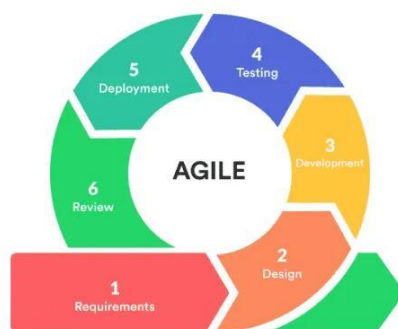 AGILE
1
Requirements
2
Design
3
Development
4
Testing
5
Deployment
6
Review